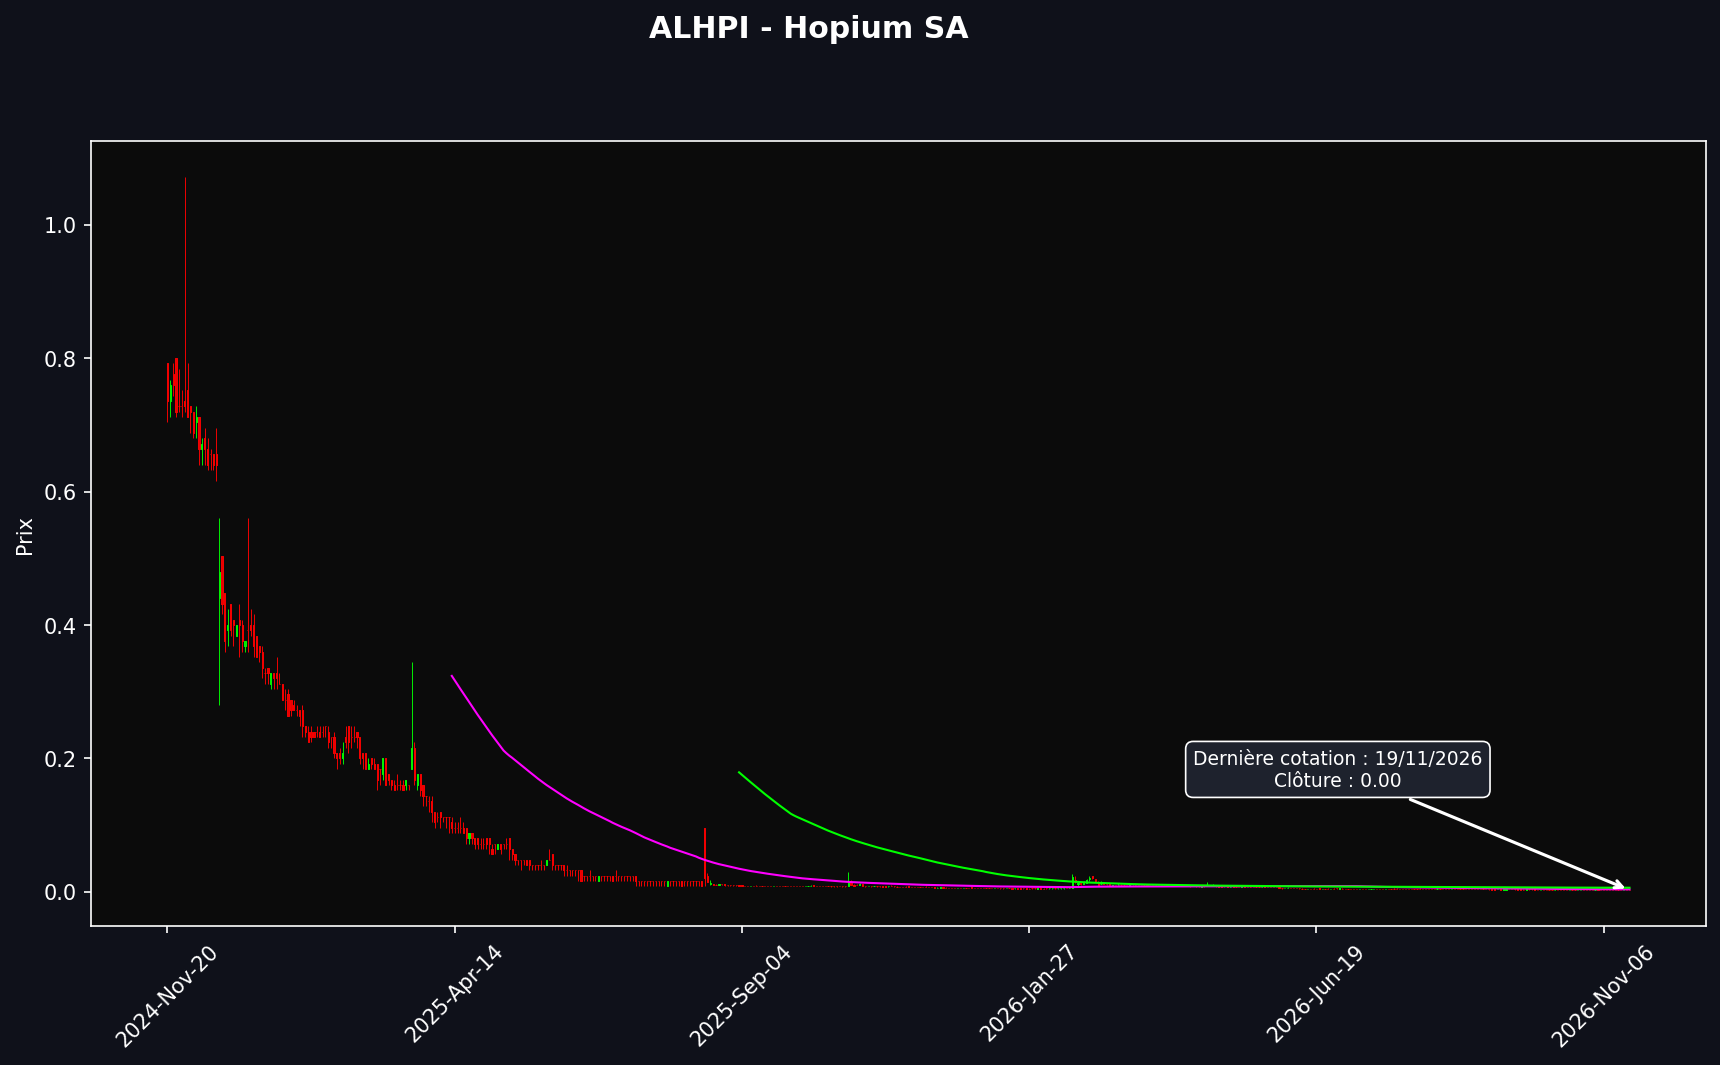 ALHPI - Hopium SA
Prix
1.0
0.8
0.6
0.4
0.2
0.0
Dernière cotation : 19/11/2026
Clôture : 0.00
2024-Nov-20
2025-Apr-14
2025-Sep-04
2026-Jan-27
2026-Jun-19
2026-Nov-06